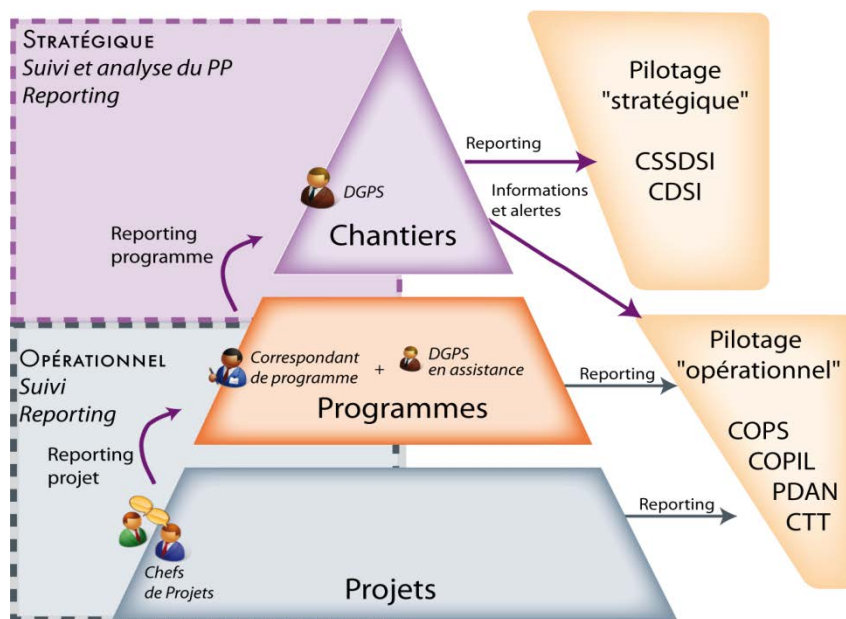 STRATÉGIQUE
Suivi et analyse du PP
Reporting
Pilotage
"stratégique"
CSSDSI
CDSI
Reporting
Informations
et alertes
DGPS
Chantiers
Reporting
programme
OPÉRATIONNEL
Suivi
Reporting
Correspondant
de programme
+
DGPS
en assistance
Programmes
Reporting
Pilotage
"opérationnel"
COPS
COPIL
PDAN
CTT
Reporting
projet
Reporting
Chefs
de Projets
Projets